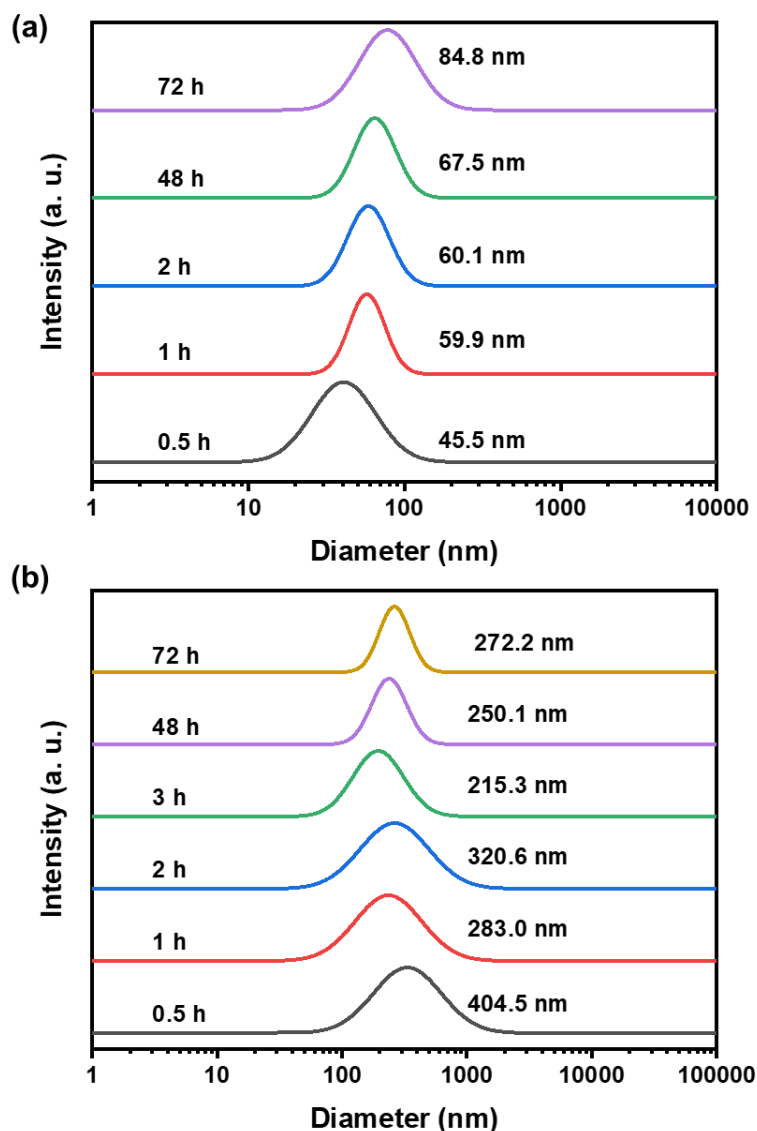 (a)
72 h 84.8 nm
48 h 67.5 nm
2 h 60.1 nm
1 h 59.9 nm
0.5 h 45.5 nm
Intensity (a. u.)
1 10 100 1000 10000
Diameter (nm)
(b)
72 h 272.2 nm
48 h 250.1 nm
3 h 215.3 nm
2 h 320.6 nm
1 h 283.0 nm
0.5 h 404.5 nm
Intensity (a. u.)
1 10 100 1000 10000 100000
Diameter (nm)